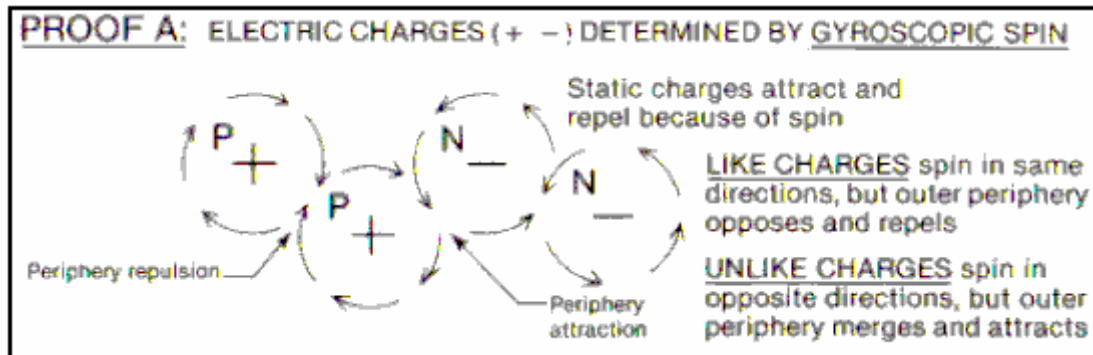 PROOF A: ELECTRIC CHARGES (+ −) DETERMINED BY GYROSCOPIC SPIN
Static charges attract and
repel because of spin
P
+
N
−
P
+
N
−
LIKE CHARGES spin in same
directions, but outer periphery
opposes and repels
Periphery repulsion
Periphery
attraction
UNLIKE CHARGES spin in
opposite directions, but outer
periphery merges and attracts